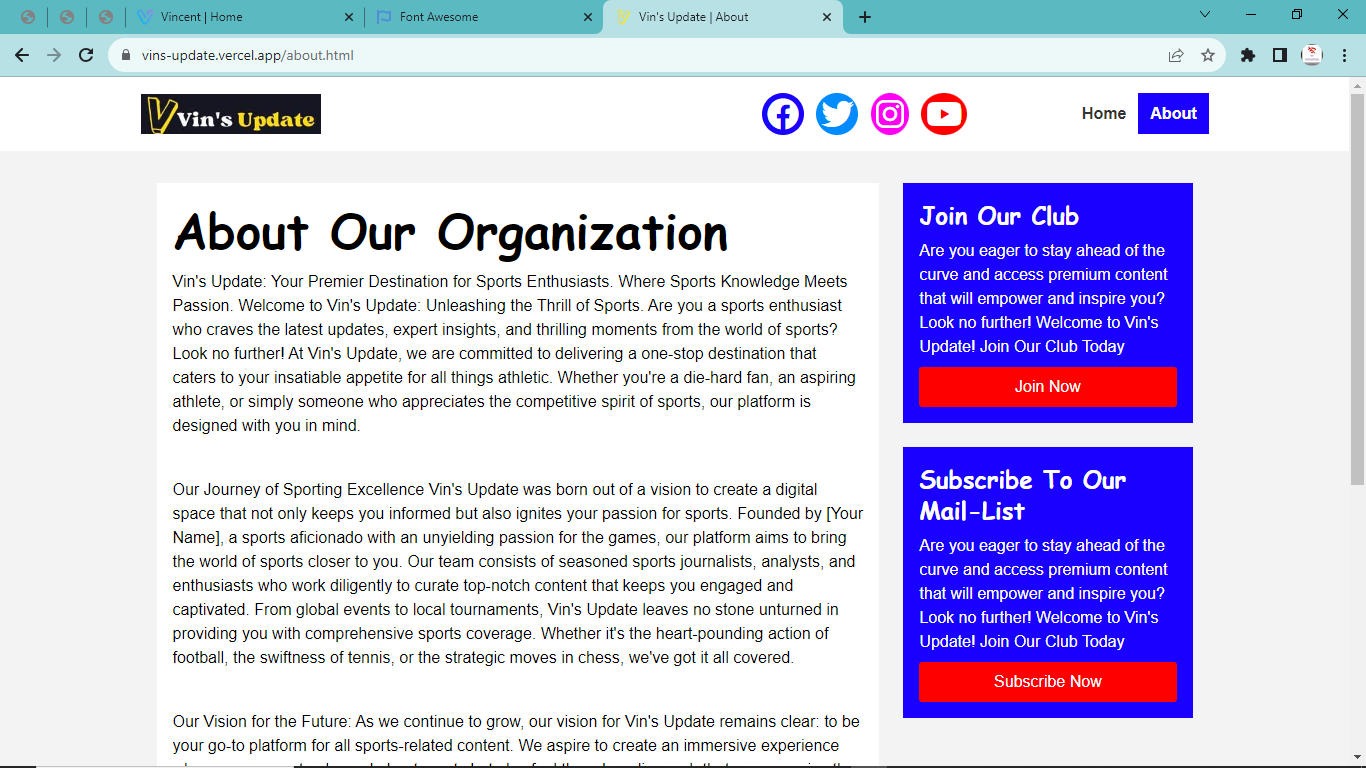 Vincent | Home
Font Awesome
Vin's Update | About
vins-update.vercel.app/about.html
Vin's Update
Home
About
About Our Organization
Vin's Update: Your Premier Destination for Sports Enthusiasts. Where Sports Knowledge Meets
Passion. Welcome to Vin's Update: Unleashing the Thrill of Sports. Are you a sports enthusiast
who craves the latest updates, expert insights, and thrilling moments from the world of sports?
Look no further! At Vin's Update, we are committed to delivering a one-stop destination that
caters to your insatiable appetite for all things athletic. Whether you're a die-hard fan, an aspiring
athlete, or simply someone who appreciates the competitive spirit of sports, our platform is
designed with you in mind.
Our Journey of Sporting Excellence Vin's Update was born out of a vision to create a digital
space that not only keeps you informed but also ignites your passion for sports. Founded by [Your
Name], a sports aficionado with an unyielding passion for the games, our platform aims to bring
the world of sports closer to you. Our team consists of seasoned sports journalists, analysts, and
enthusiasts who work diligently to curate top-notch content that keeps you engaged and
captivated. From global events to local tournaments, Vin's Update leaves no stone unturned in
providing you with comprehensive sports coverage. Whether it's the heart-pounding action of
football, the swiftness of tennis, or the strategic moves in chess, we've got it all covered.
Our Vision for the Future: As we continue to grow, our vision for Vin's Update remains clear: to be
your go-to platform for all sports-related content. We aspire to create an immersive experience
Join Our Club
Are you eager to stay ahead of the
curve and access premium content
that will empower and inspire you?
Look no further! Welcome to Vin's
Update! Join Our Club Today
Join Now
Subscribe To Our
Mail-List
Are you eager to stay ahead of the
curve and access premium content
that will empower and inspire you?
Look no further! Welcome to Vin's
Update! Join Our Club Today
Subscribe Now